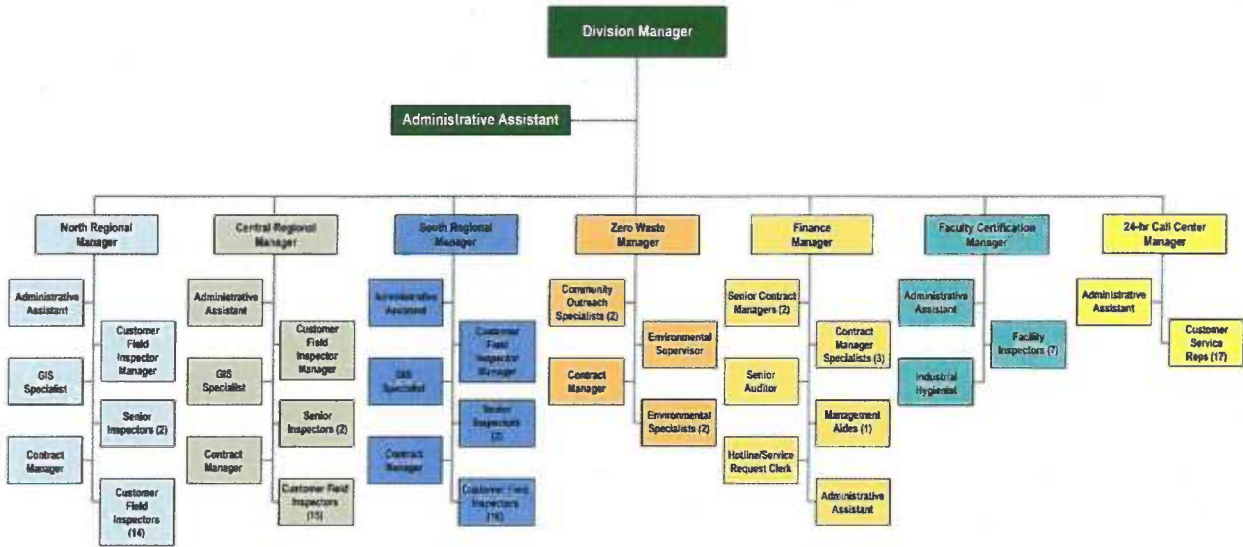 Division Manager
Administrative Assistant
North Regional
Manager
Administrative
Assistant
Customer
Field
Inspector
Manager
GIS
Specialist
Senior
Inspectors (2)
Contract
Manager
Customer
Field
Inspectors
(14)
Central Regional
Manager
Administrative
Assistant
Customer
Field
Inspector
Manager
GIS
Specialist
Senior
Inspectors (2)
Contract
Manager
Customer Field
Inspectors
South Regional
Manager
Administrative
Assistant
Customer
Field
Inspector
Manager
GIS
Specialist
Senior
Inspectors
Contract
Manager
Customer Field
Inspectors
Zero Waste
Manager
Community
Outreach
Specialists (2)
Environmental
Supervisor
Contract
Manager
Environmental
Specialists (2)
Finance
Manager
Senior Contract
Managers (2)
Contract
Manager
Specialists (3)
Senior
Auditor
Management
Aides (1)
Hotline/Service
Request Clerk
Administrative
Assistant
Faculty Certification
Manager
Administrative
Assistant
Facility
Inspectors (7)
Industrial
Hygienist
24-hr Call Center
Manager
Administrative
Assistant
Customer
Service
Reps (17)